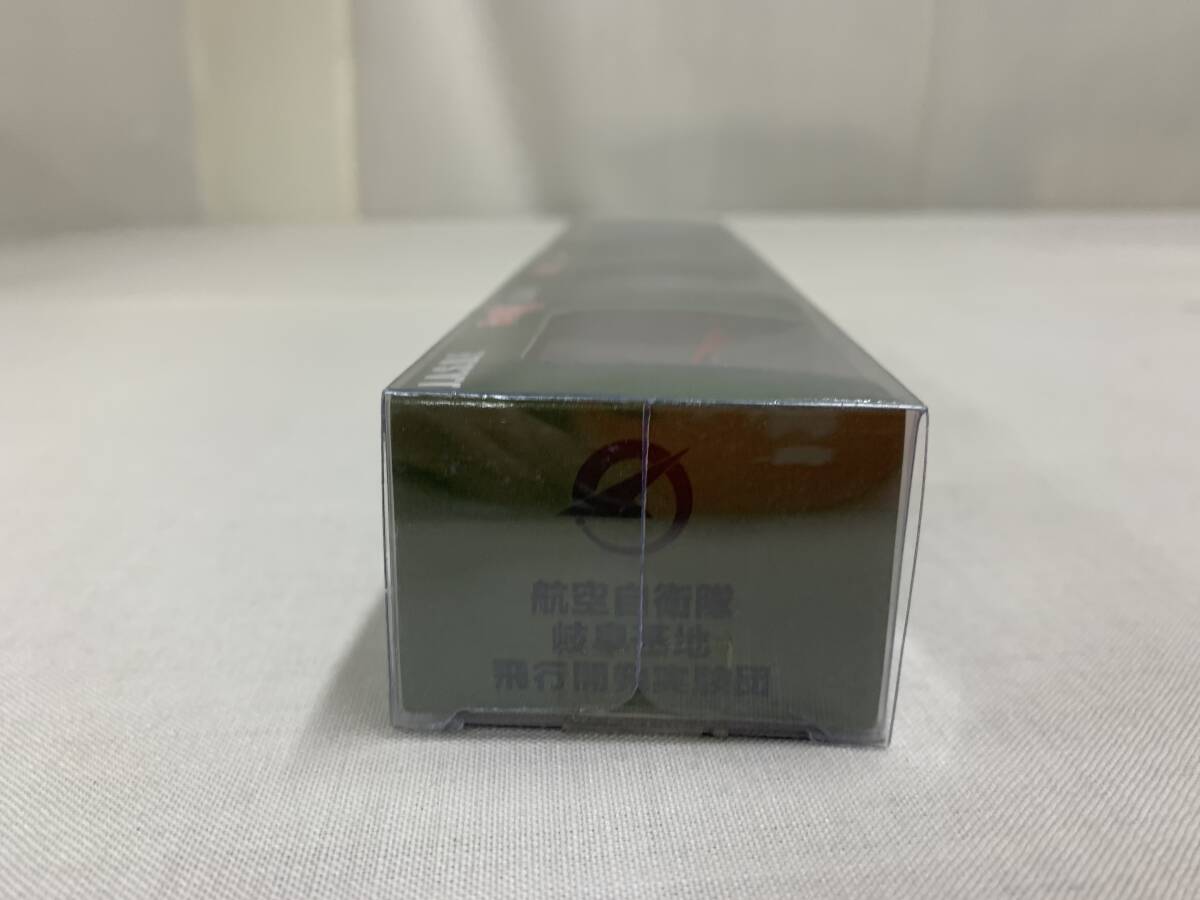 航空自衛隊
岐阜基地
飛行開発実験団